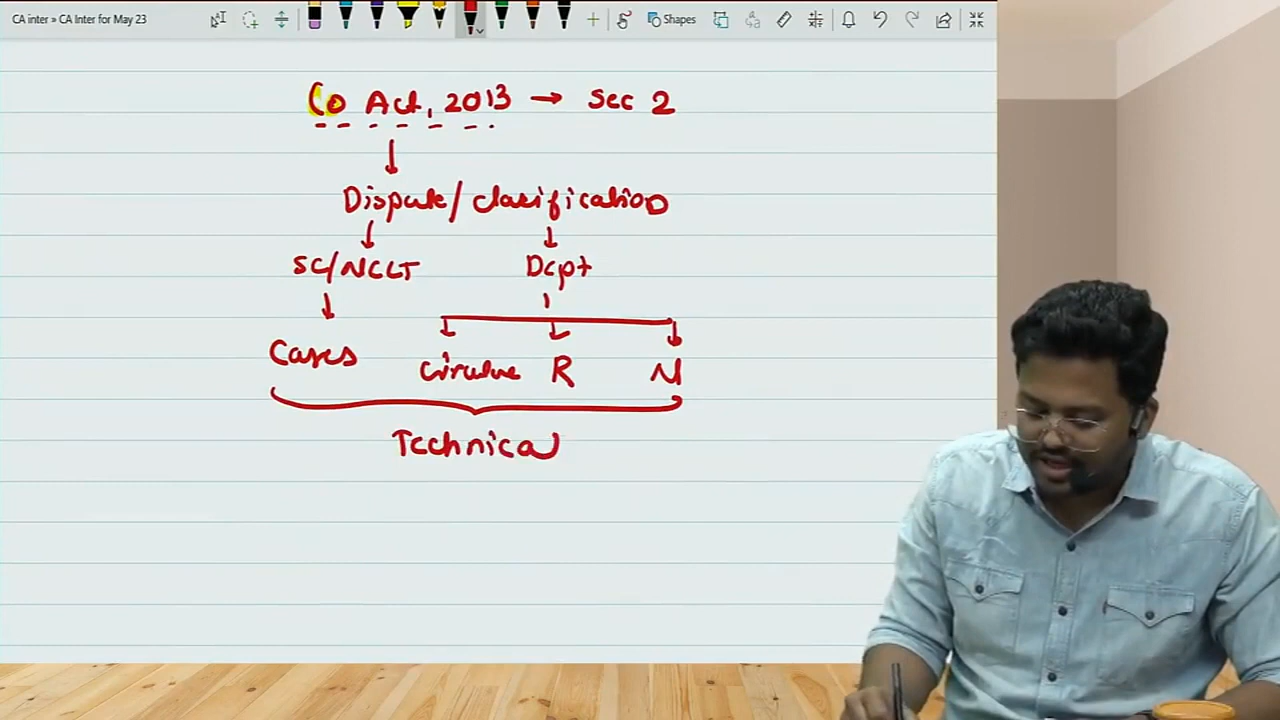 CA inter » CA Inter for May 23
Shapes
Co Act, 2013 → Sec 2
Dispute/ clasification
SC/NCLT Dept
Cases Circular R N
Technical